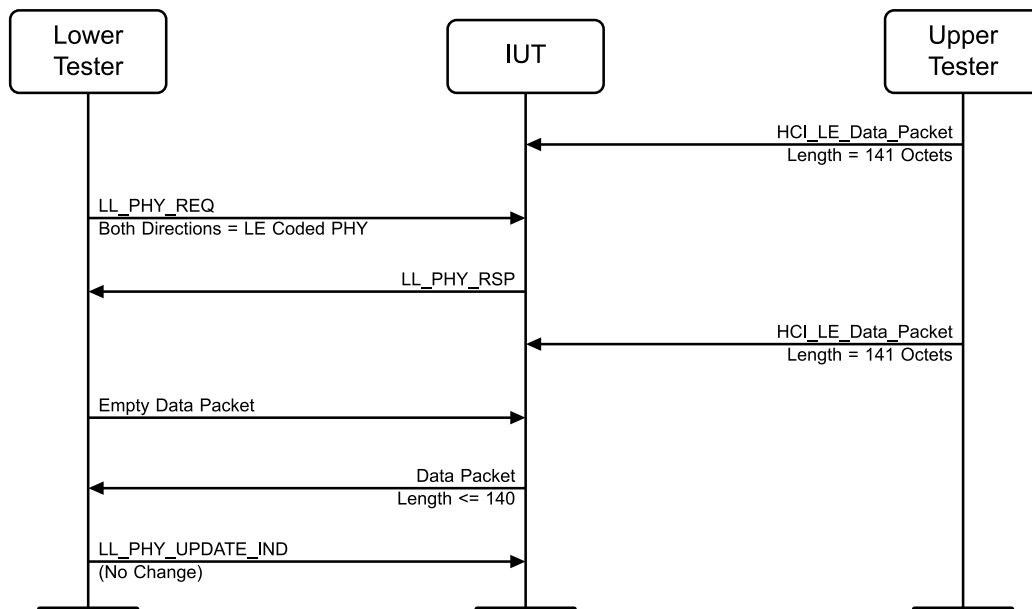 Lower
Tester
IUT
Upper
Tester
HCI_LE_Data_Packet
Length = 141 Octets
LL_PHY_REQ
Both Directions = LE Coded PHY
LL_PHY_RSP
HCI_LE_Data_Packet
Length = 141 Octets
Empty Data Packet
Data Packet
Length <= 140
LL_PHY_UPDATE_IND
(No Change)